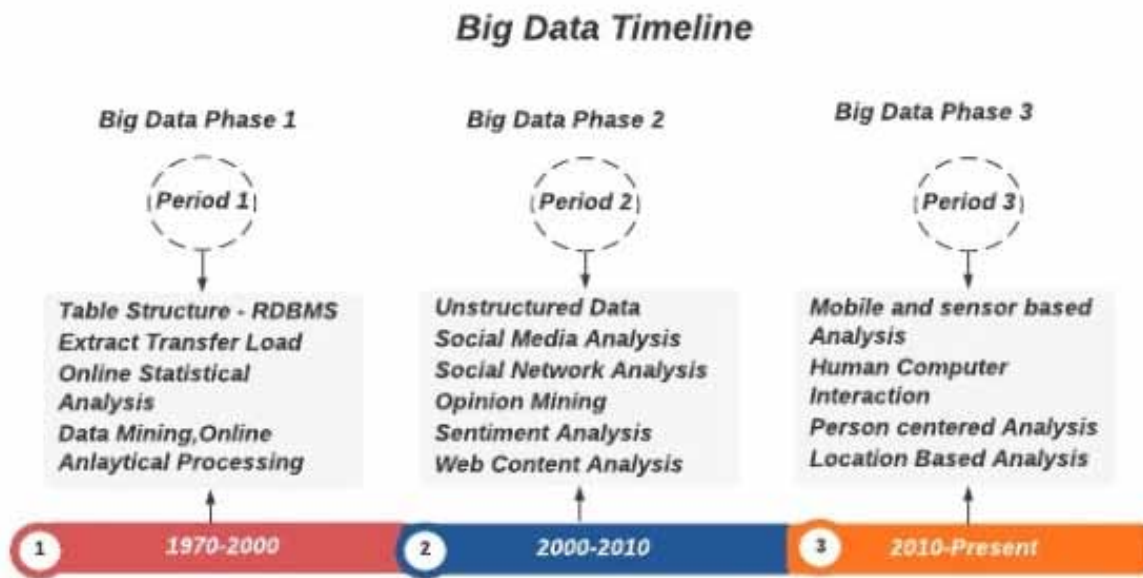 Big Data Timeline
Big Data Phase 1
Period 1
Table Structure - RDBMS
Extract Transfer Load
Online Statistical
Analysis
Data Mining,Online
Anlaytical Processing
1
1970-2000
Big Data Phase 2
Period 2
Unstructured Data
Social Media Analysis
Social Network Analysis
Opinion Mining
Sentiment Analysis
Web Content Analysis
2
2000-2010
Big Data Phase 3
Period 3
Mobile and sensor based
Analysis
Human Computer
Interaction
Person centered Analysis
Location Based Analysis
3
2010-Present